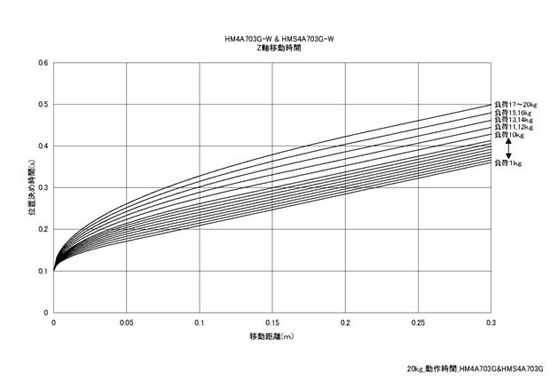 HM4A703G-W & HMS4A703G-W
Z軸移動時間
0.6
0.5
0.4
0.3
0.2
0.1
0
位置決め時間(s)
負荷17～20kg
負荷15,16kg
負荷13,14kg
負荷11,12kg
負荷10kg
負荷1kg
0
0.05
0.1
0.15
0.2
0.25
0.3
移動距離(m)
20kg_動作時間_HM4A703G&HMS4A703G